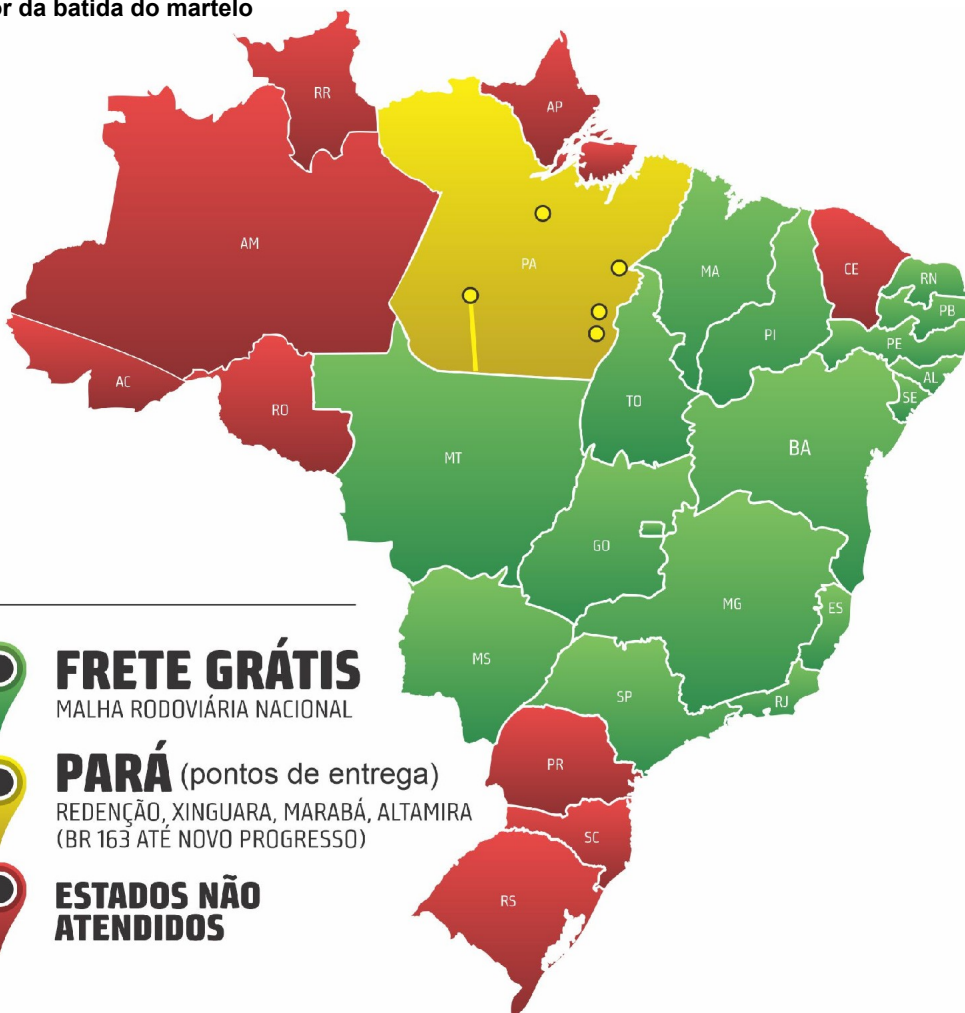 or da batida do martelo
RR
AP
AM
PA
MA
CE
RN
PB
PI
PE
AC
AL
TO
SE
RO
BA
MT
GO
MG
ES
MS
SP
RJ
FRETE GRÁTIS
MALHA RODOVIÁRIA NACIONAL
PR
PARÁ (pontos de entrega)
REDENÇÃO, XINGUARA, MARABÁ, ALTAMIRA
(BR 163 ATÉ NOVO PROGRESSO)
SC
ESTADOS NÃO
ATENDIDOS
RS